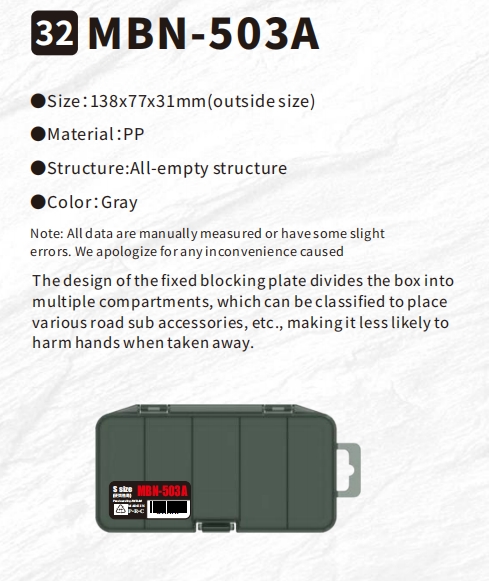 32 MBN-503A
●Size:138x77x31mm(outside size)
●Material:PP
●Structure:All-empty structure
●Color:Gray
Note: All data are manually measured or have some slight
errors. We apologize for any inconvenience caused
The design of the fixed blocking plate divides the box into
multiple compartments, which can be classified to place
various road sub accessories, etc., making it less likely to
harm hands when taken away.
S size
MBN-503A